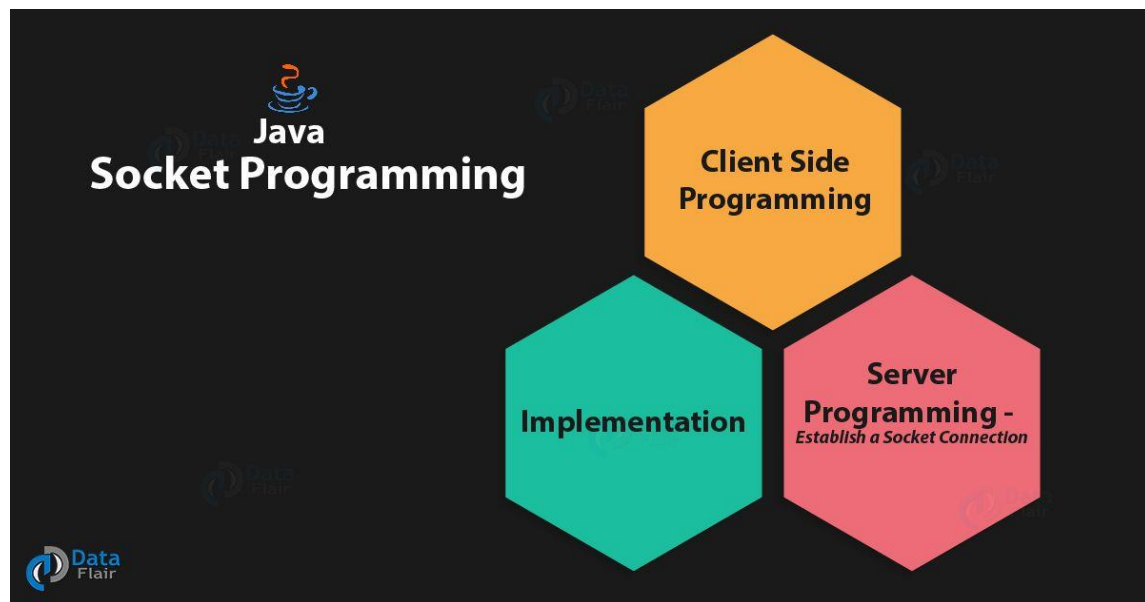 Java
Socket Programming
Client Side
Programming
Implementation
Server
Programming -
Establish a Socket Connection
Data
Flair